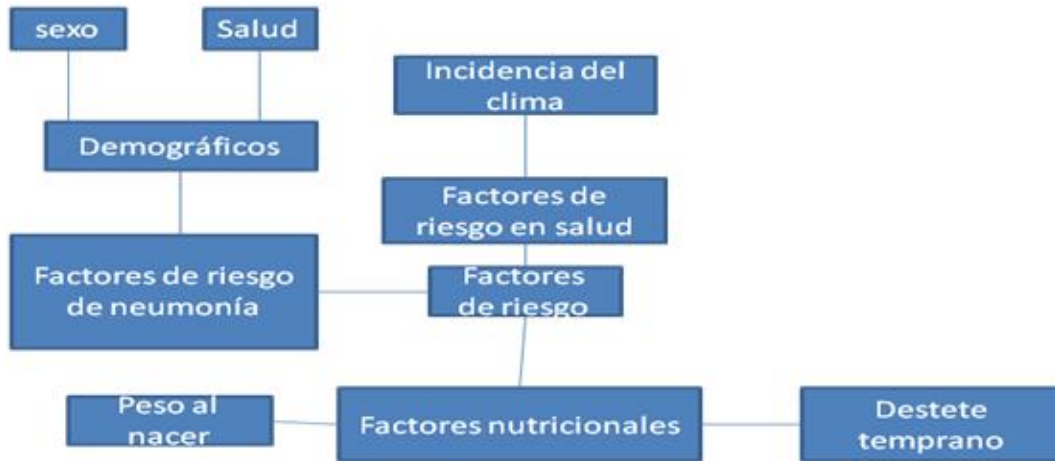 sexo
Salud
Incidencia del
clima
Demográficos
Factores de
riesgo en salud
Factores de riesgo
de neumonía
Factores
de riesgo
Peso al
nacer
Factores nutricionales
Destete
temprano